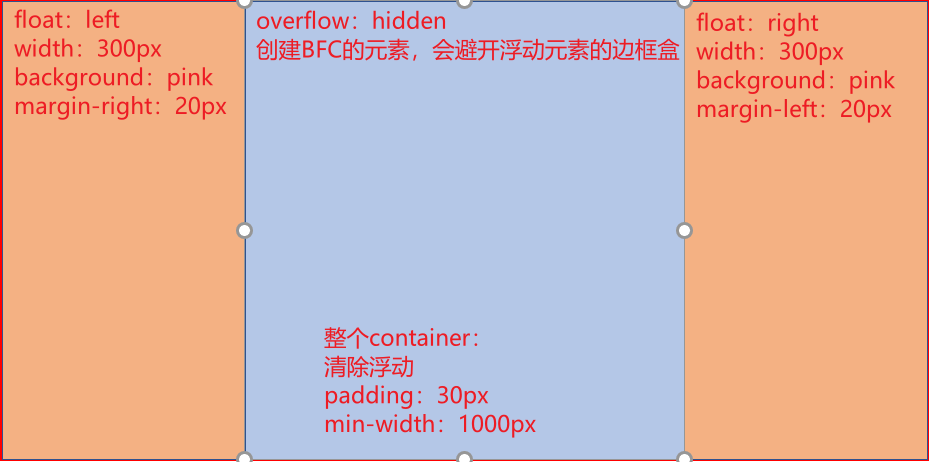 float：left
width：300px
background：pink
margin-right：20px
overflow：hidden
创建BFC的元素，会避开浮动元素的边框盒
float：right
width：300px
background：pink
margin-left：20px
整个container：
清除浮动
padding：30px
min-width：1000px